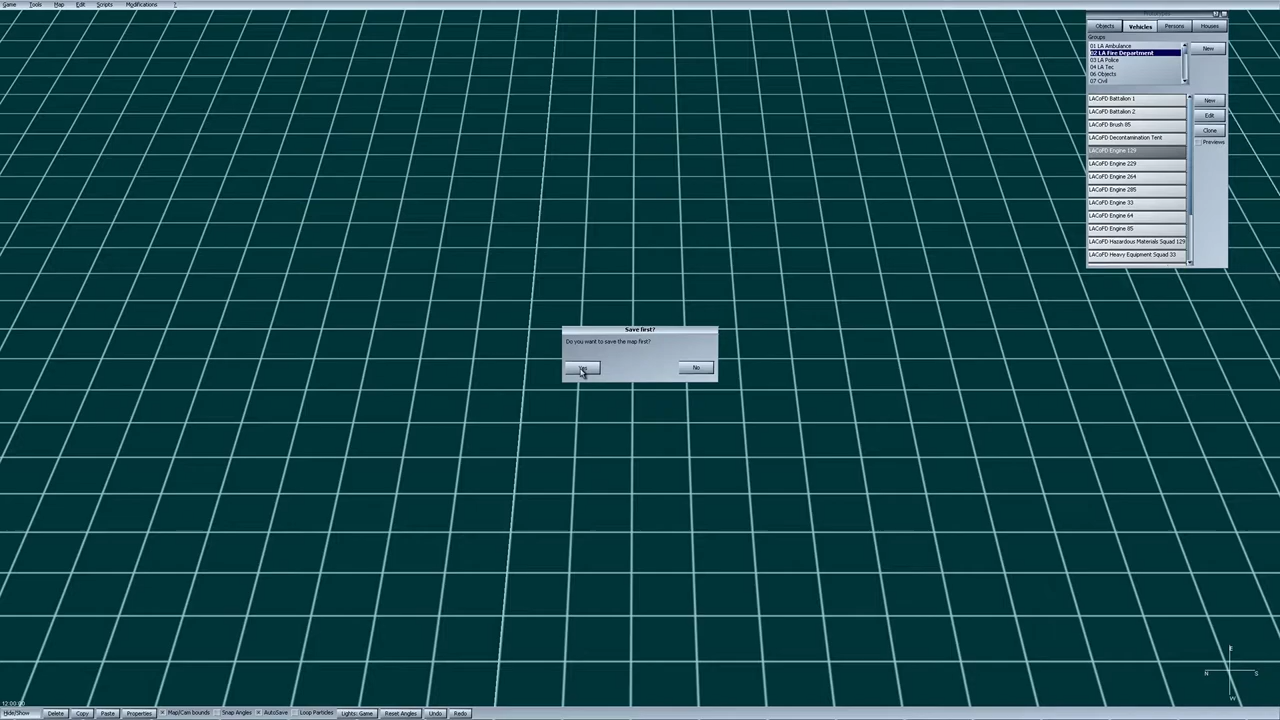 Game Tools Map Edit Scripts Modifications ?
Objects Vehicles Persons Houses
Groups
01 LA Ambulance
02 LA Fire Department
03 LA Police
04 LA Tec
06 Objects
07 Civil
New
LACoFD Battalion 1
LACoFD Battalion 2
LACoFD Brush 85
LACoFD Decontamination Tent
LACoFD Engine 129
LACoFD Engine 229
LACoFD Engine 264
LACoFD Engine 285
LACoFD Engine 33
LACoFD Engine 64
LACoFD Engine 85
LACoFD Hazardous Materials Squad 129
LACoFD Heavy Equipment Squad 33
New
Edit
Clone
Previews
Save first?
Do you want to save the map first?
Yes No
E
N S
W
12:00:00
Hide/Show Delete Copy Paste Properties Map/Cam bounds Snap Angles AutoSave Loop Particles Lights: Game Reset Angles Undo Redo